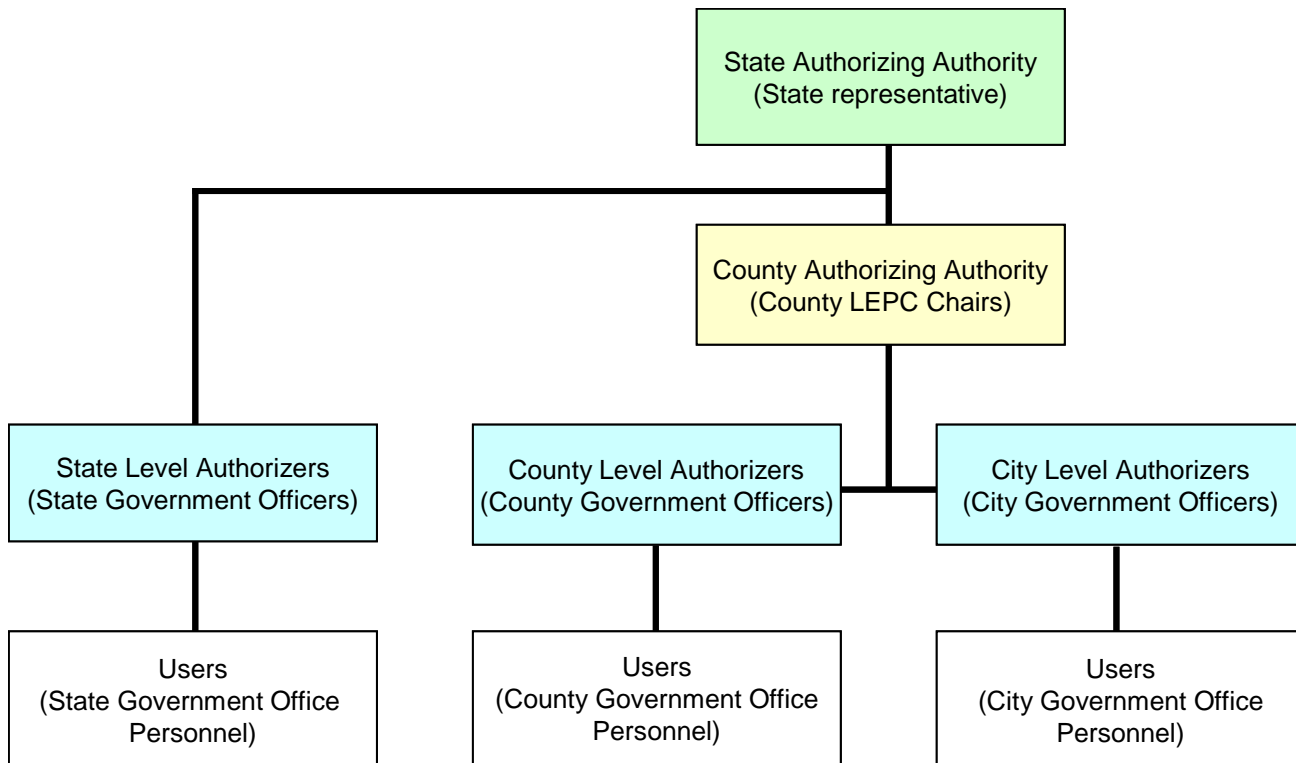 State Authorizing Authority
(State representative)
County Authorizing Authority
(County LEPC Chairs)
State Level Authorizers
(State Government Officers)
County Level Authorizers
(County Government Officers)
City Level Authorizers
(City Government Officers)
Users
(State Government Office
Personnel)
Users
(County Government Office
Personnel)
Users
(City Government Office
Personnel)